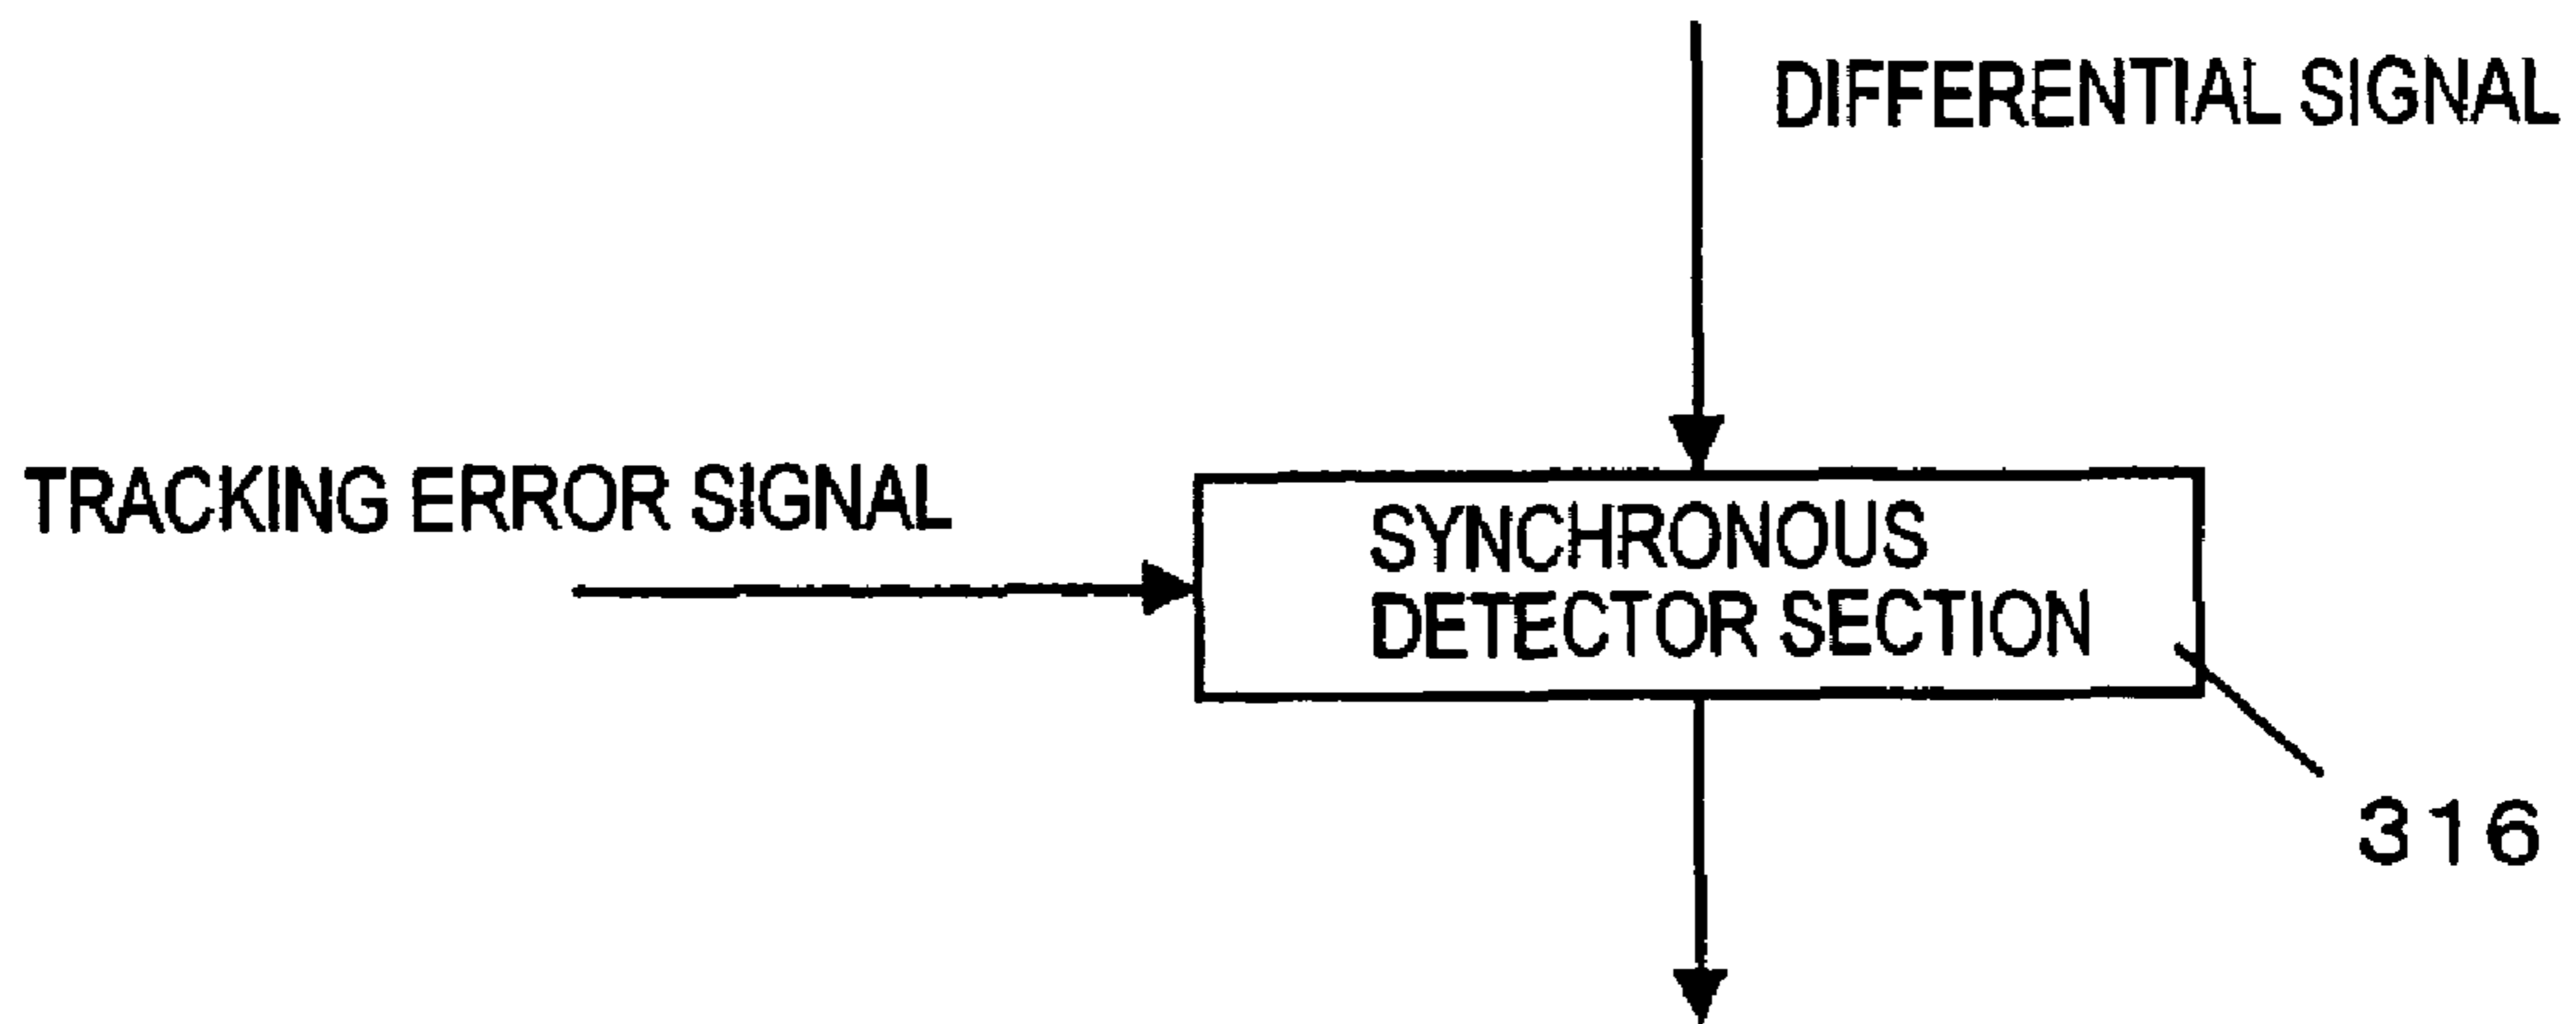 DIFFERENTIAL SIGNAL
TRACKING ERROR SIGNAL
SYNCHRONOUS
DETECTOR SECTION
316